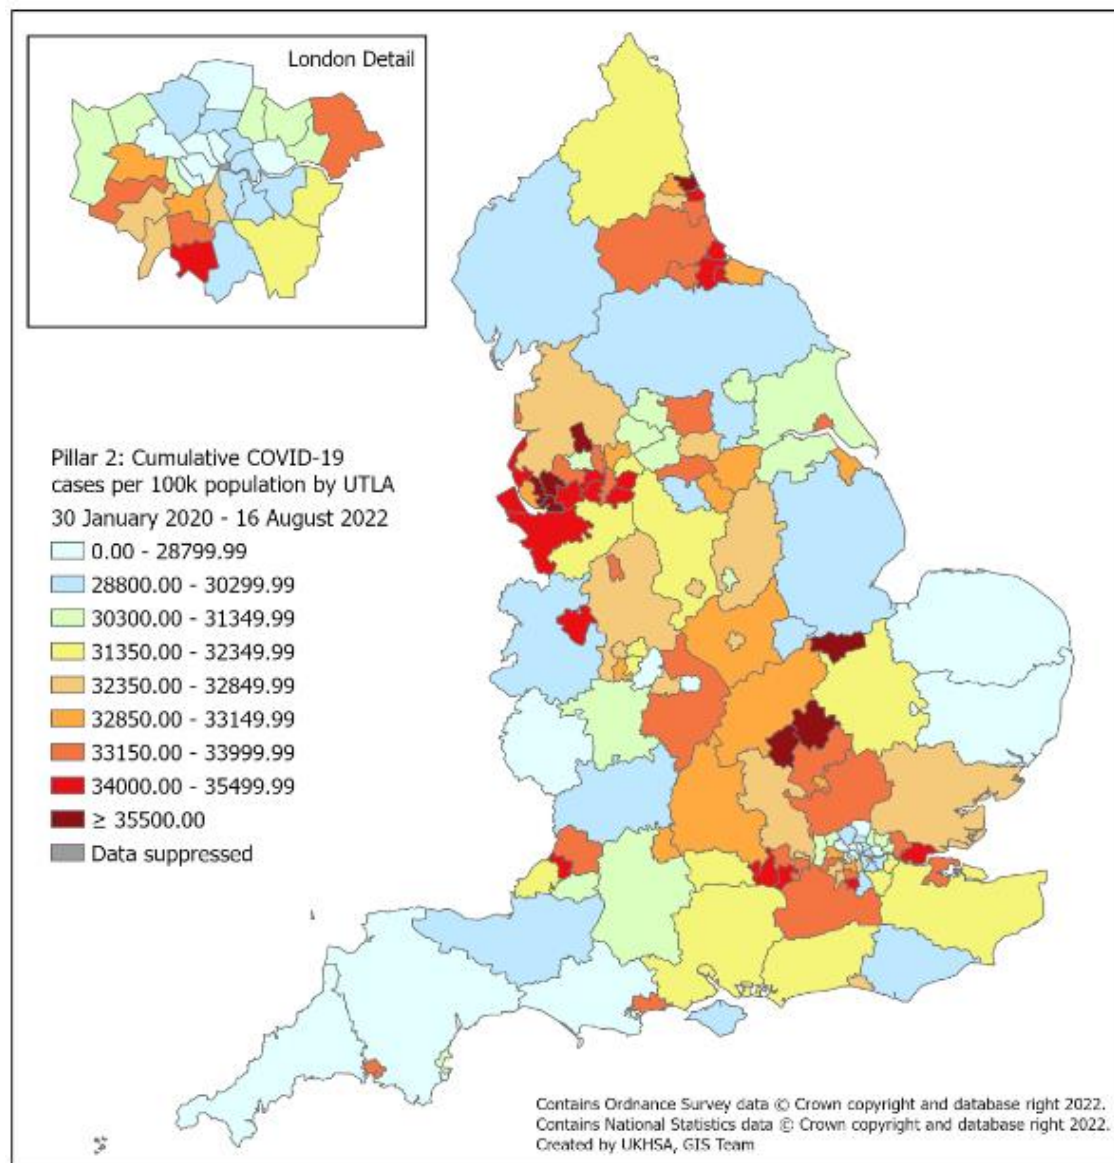 London Detail
Pillar 2: Cumulative COVID-19
cases per 100k population by UTLA
30 January 2020 - 16 August 2022
0.00 - 28799.99
28800.00 - 30299.99
30300.00 - 31349.99
31350.00 - 32349.99
32350.00 - 32849.99
32850.00 - 33149.99
33150.00 - 33999.99
34000.00 - 35499.99
≥ 35500.00
Data suppressed
Contains Ordnance Survey data © Crown copyright and database right 2022.
Contains National Statistics data © Crown copyright and database right 2022.
Created by UKHSA, GIS Team